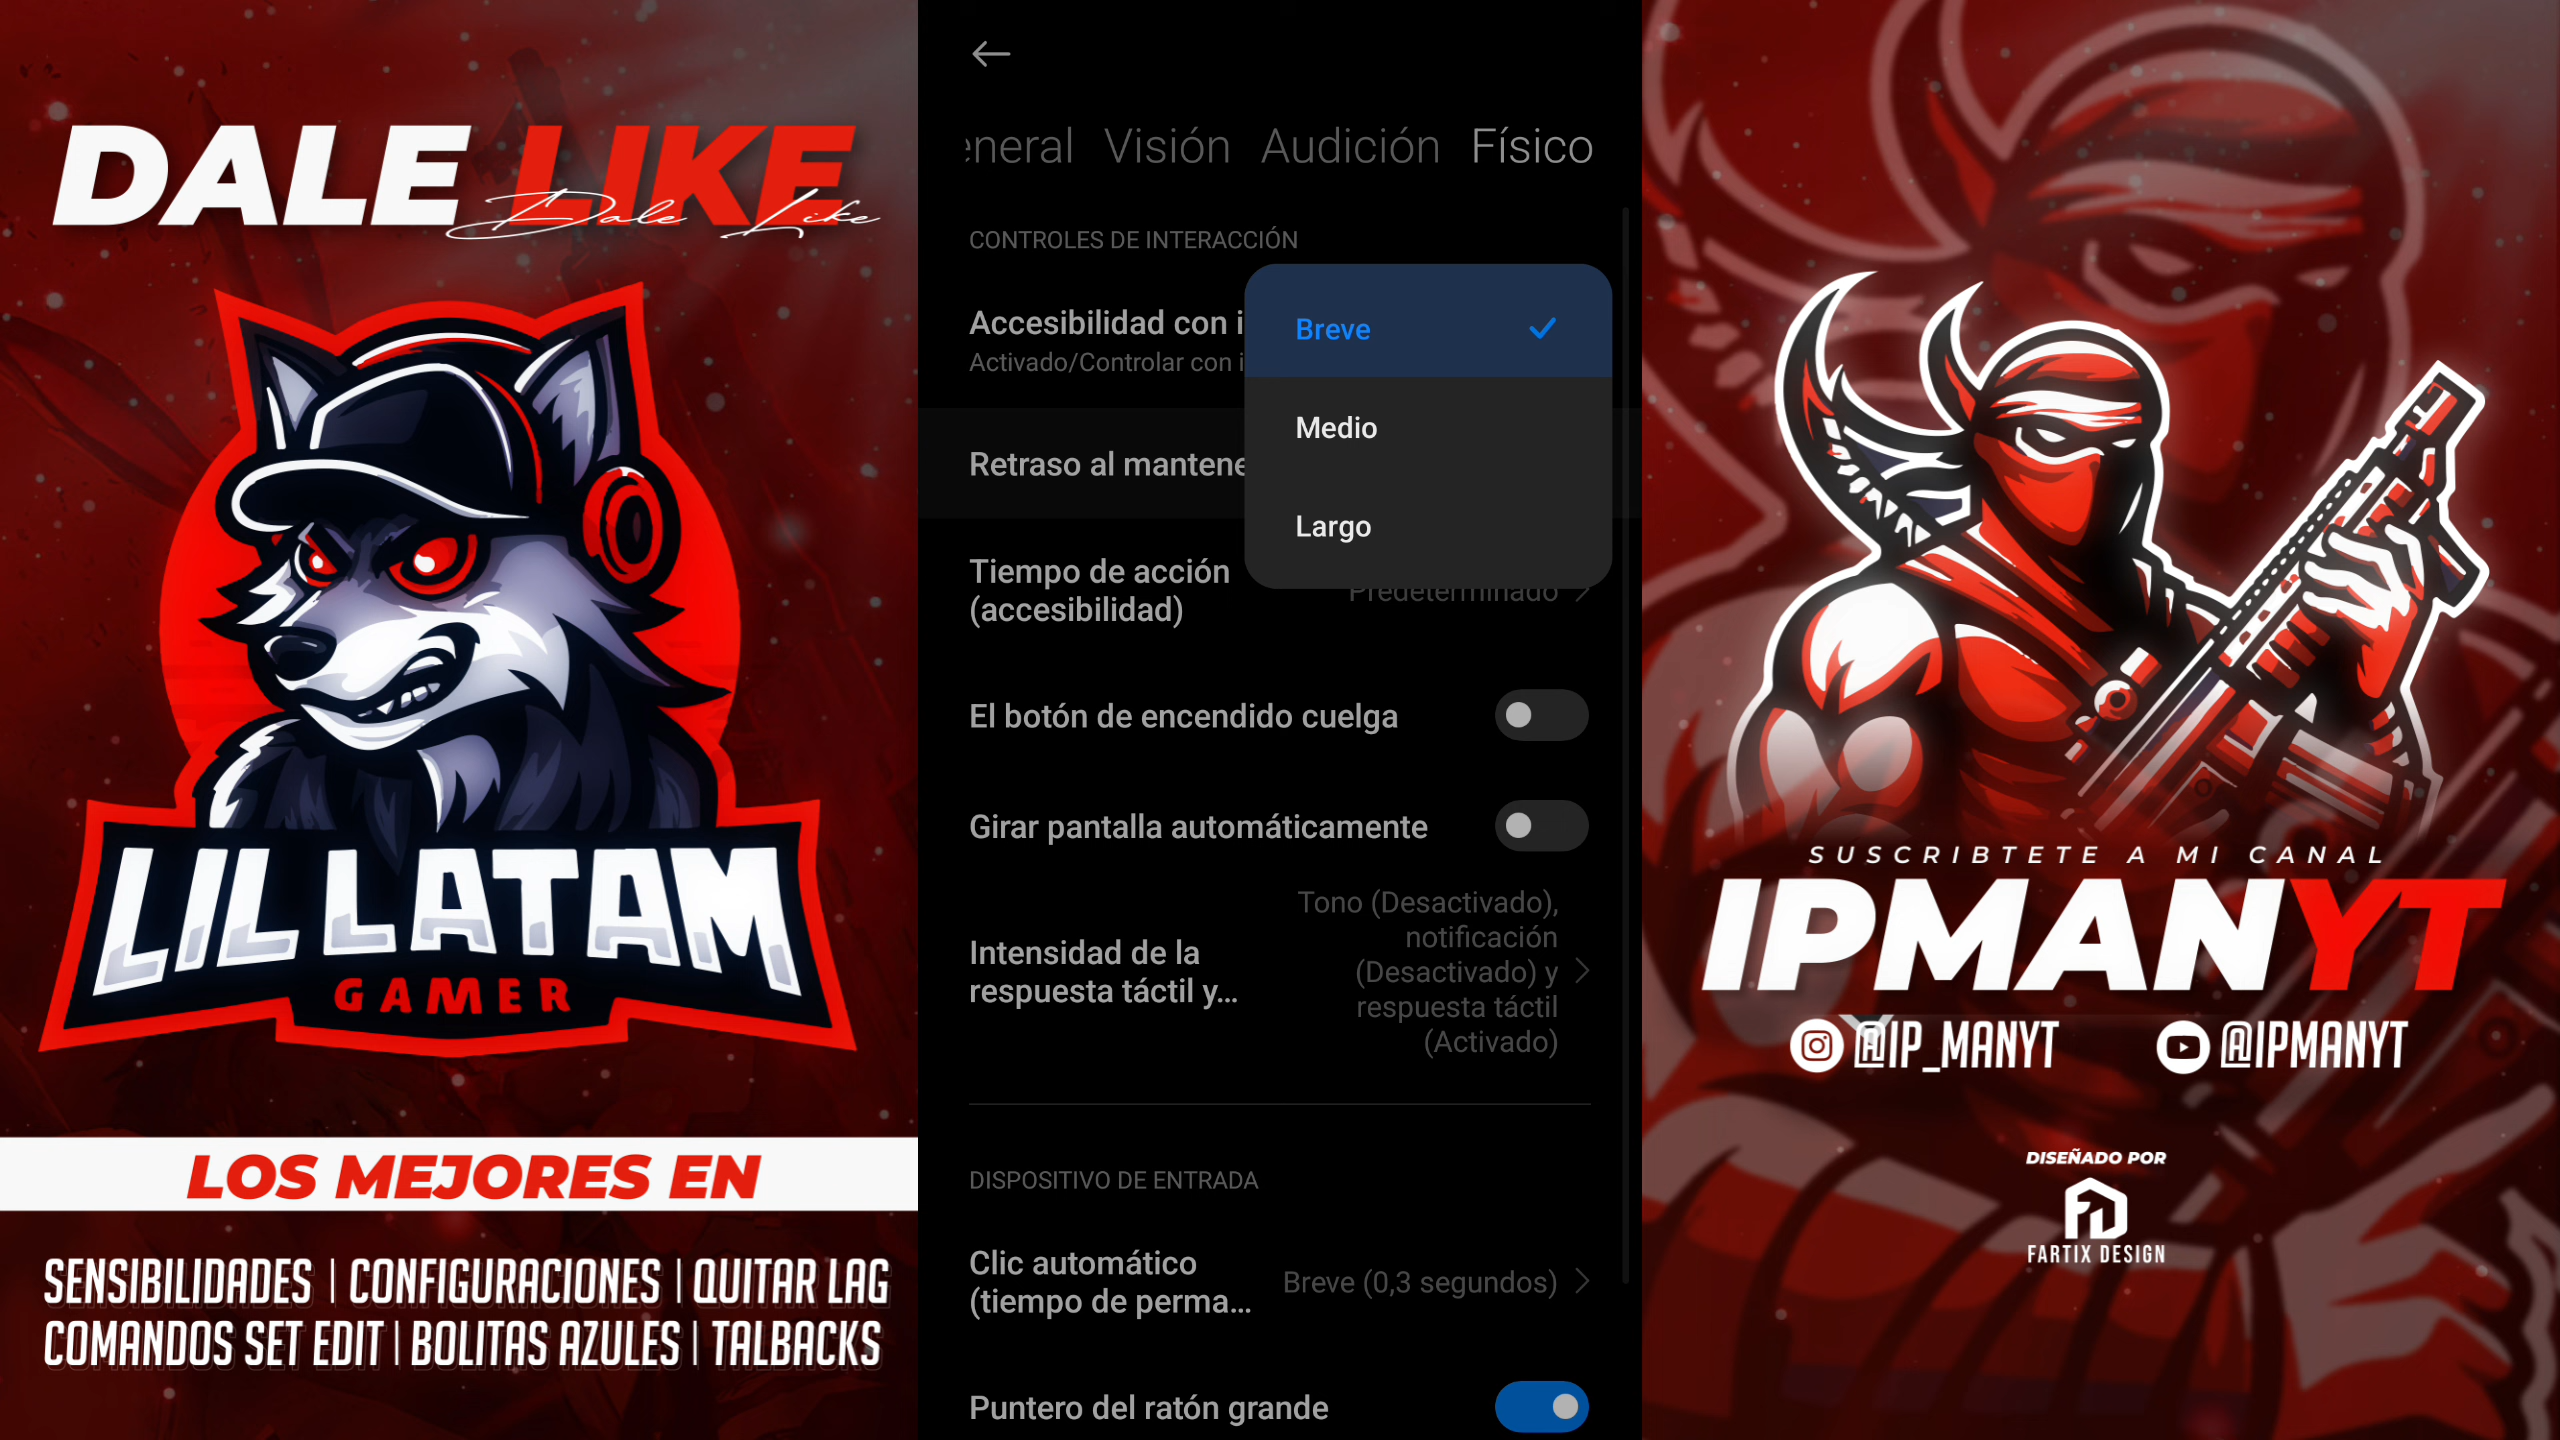 DALE LIKE
Dale Like
LIL LATAM
GAMER
LOS MEJORES EN
SENSIBILIDADES | CONFIGURACIONES | QUITAR LAG
COMANDOS SET EDIT | BOLITAS AZULES | TALBACKS
eneral Visión Audición Físico
CONTROLES DE INTERACCIÓN
Accesibilidad con i
Activado/Controlar con i
Retraso al mantene
Breve
Medio
Largo
Tiempo de acción
(accesibilidad)
Predeterminado
El botón de encendido cuelga
Girar pantalla automáticamente
Intensidad de la
respuesta táctil y...
Tono (Desactivado),
notificación
(Desactivado) y
respuesta táctil
(Activado)
DISPOSITIVO DE ENTRADA
Clic automático
(tiempo de perma...
Breve (0,3 segundos)
Puntero del ratón grande
SUSCRIBTETE A MI CANAL
IPMANYT
@IP_MANYT @IPMANYT
DISEÑADO POR
FARTIX DESIGN